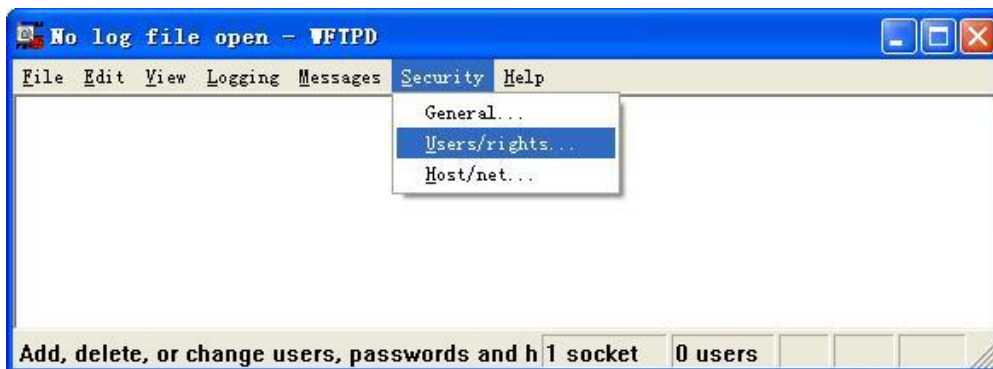 No log file open - WFTPD
File Edit View Logging Messages Security Help
General...
Users/rights...
Host/net...
Add, delete, or change users, passwords and h 1 socket 0 users